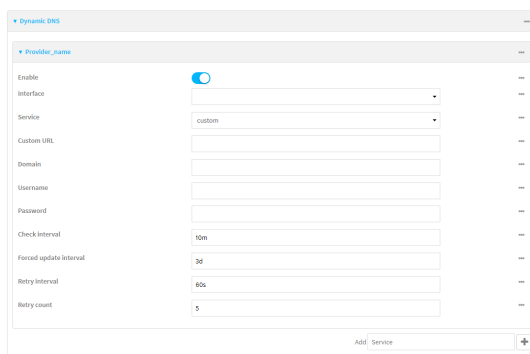 Dynamic DNS
Provider_name
Enable
Interface
Service custom
Custom URL
Domain
Username
Password
Check interval 10m
Forced update interval 3d
Retry interval 60s
Retry count 5
Add: Service